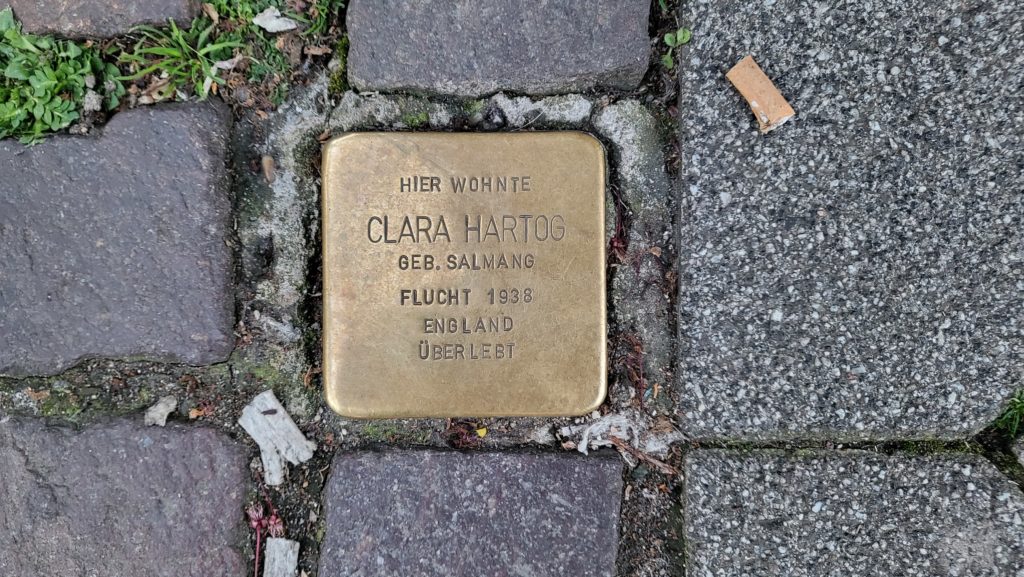 HIER WOHNTE
CLARA HARTOG
GEB. SALMANG
FLUCHT 1938
ENGLAND
ÜBERLEBT